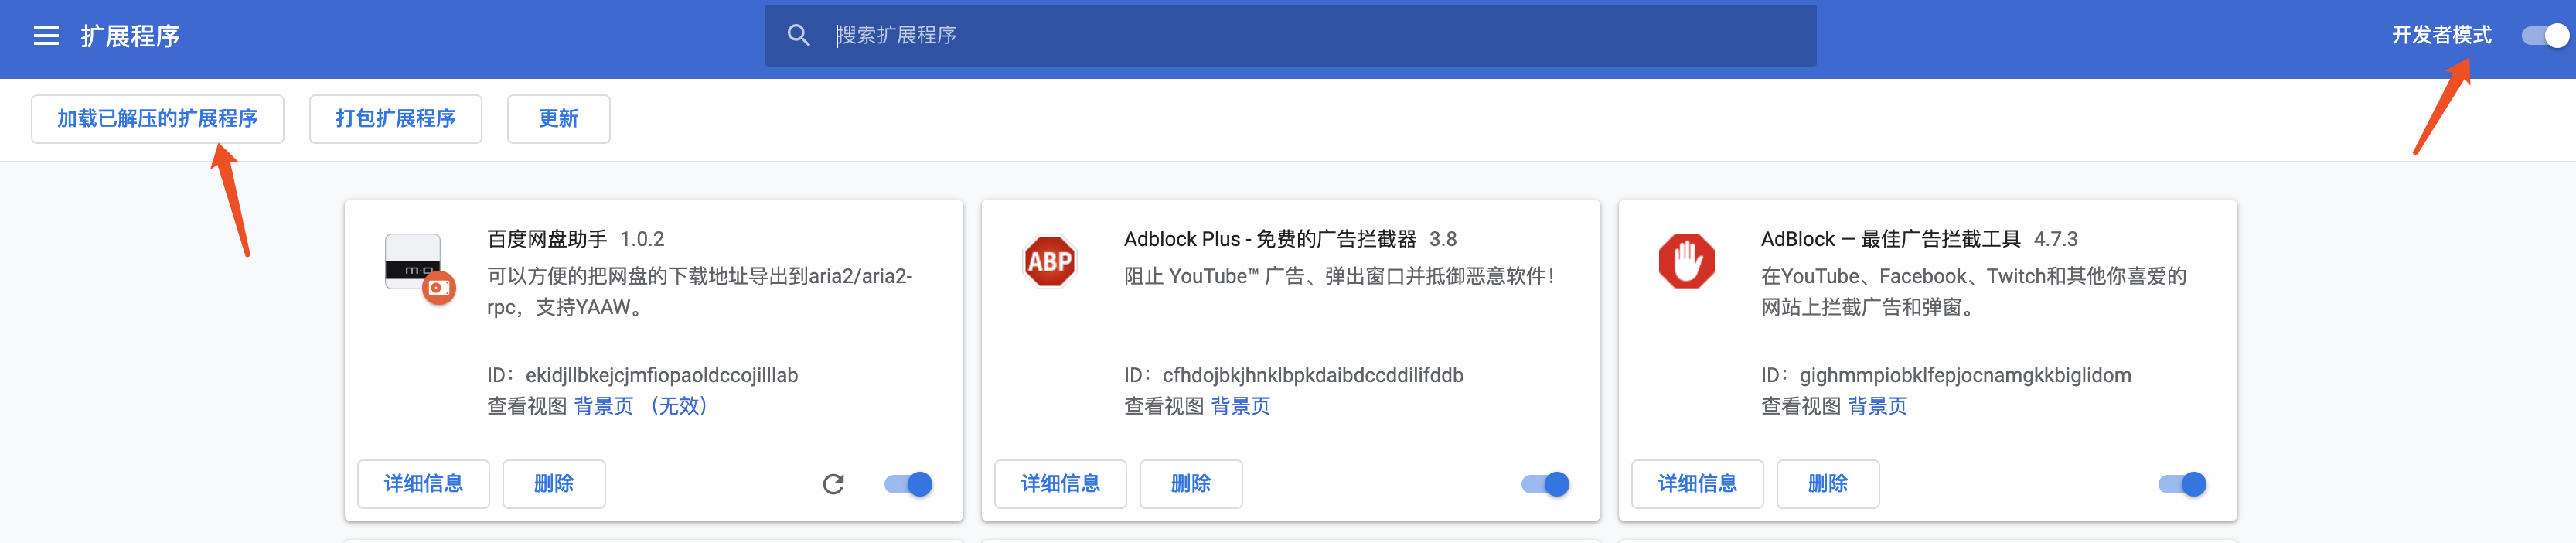 扩展程序
搜索扩展程序
开发者模式
加载已解压的扩展程序
打包扩展程序
更新
百度网盘助手 1.0.2
可以方便的把网盘的下载地址导出到aria2/aria2-
rpc，支持YAAW。
ID：ekidjllbkejcjmfiopaoldccojilllab
查看视图 背景页 （无效）
详细信息
删除
ABP
Adblock Plus - 免费的广告拦截器 3.8
阻止 YouTube™ 广告、弹出窗口并抵御恶意软件！
ID：cfhdojbkjhnklbpkdaibdccddilifddb
查看视图 背景页
详细信息
删除
AdBlock — 最佳广告拦截工具 4.7.3
在YouTube、Facebook、Twitch和其他你喜爱的
网站上拦截广告和弹窗。
ID：gighmmpiobklfepjocnamgkkbiglidom
查看视图 背景页
详细信息
删除